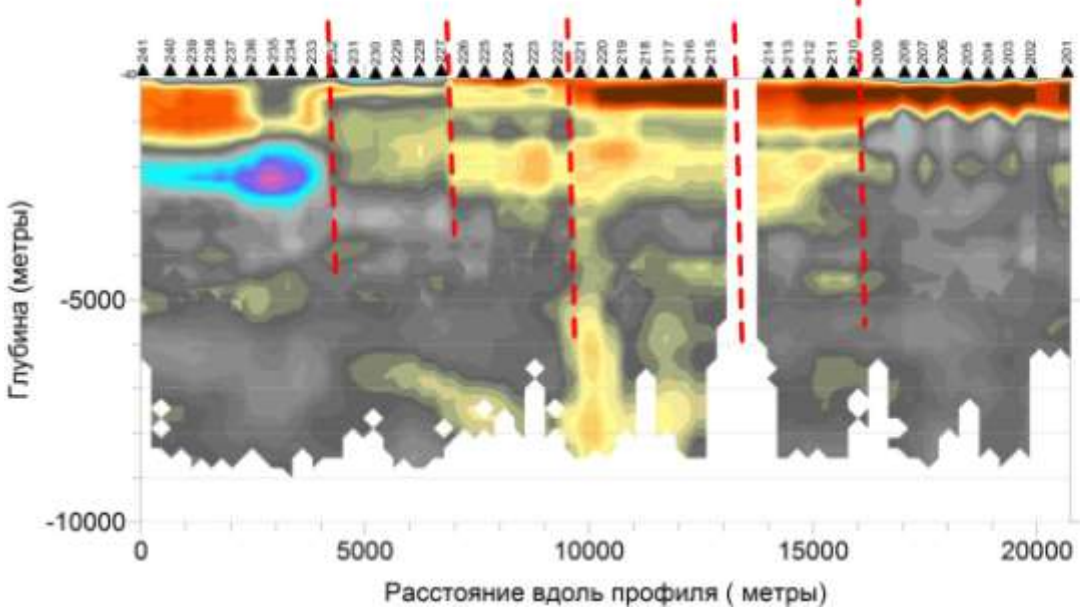 241 240 239 238 237 236 235 234 233 232 231 230 229 228 227 226 225 224 223 222 221 220 219 218 217 216 215 214 213 212 211 210 209 208 207 206 205 204 203 202 201
-5000
-10000
Глубина (метры)
0 5000 10000 15000 20000
Расстояние вдоль профиля ( метры)